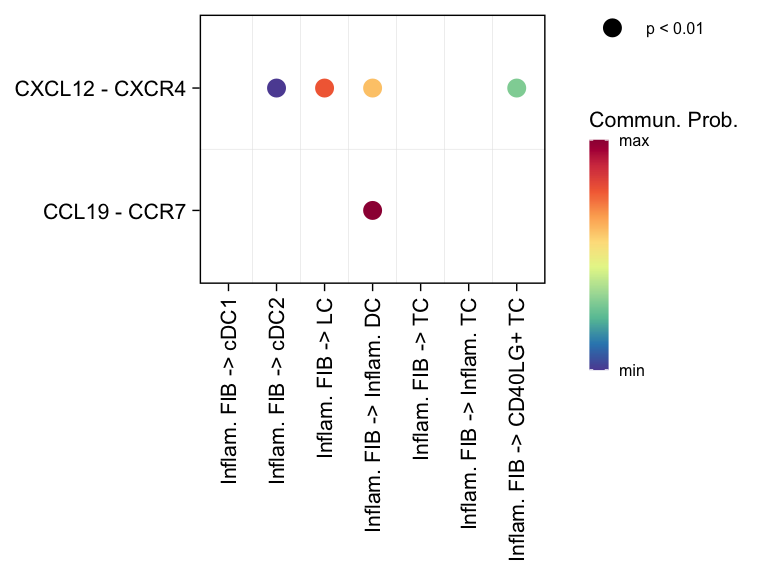 p < 0.01
CXCL12 - CXCR4
CCL19 - CCR7
Commun. Prob.
max
min
Inflam. FIB -> cDC1
Inflam. FIB -> cDC2
Inflam. FIB -> LC
Inflam. FIB -> Inflam. DC
Inflam. FIB -> TC
Inflam. FIB -> Inflam. TC
Inflam. FIB -> CD40LG+ TC